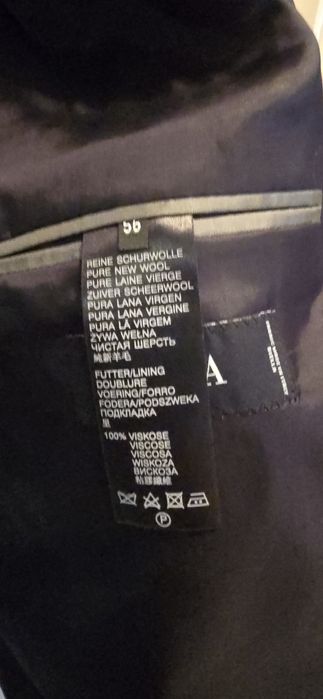 56
REINE SCHURWOLLE
PURE NEW WOOL
PURE LAINE VIERGE
ZUIVER SCHEERWOOL
PURA LANA VIRGEN
PURA LANA VERGINE
PURA LÃ VIRGEM
ŻYWA WEŁNA
ЧИСТАЯ ШЕРСТЬ
純新羊毛
FUTTER/LINING
DOUBLURE
VOERING/FORRO
FODERA/PODSZWEKA
ПОДКЛАДКА
里
100% VISKOSE
VISCOSE
VISCOSA
WISKOZA
ВИСКОЗА
粘膠纖維
P
A